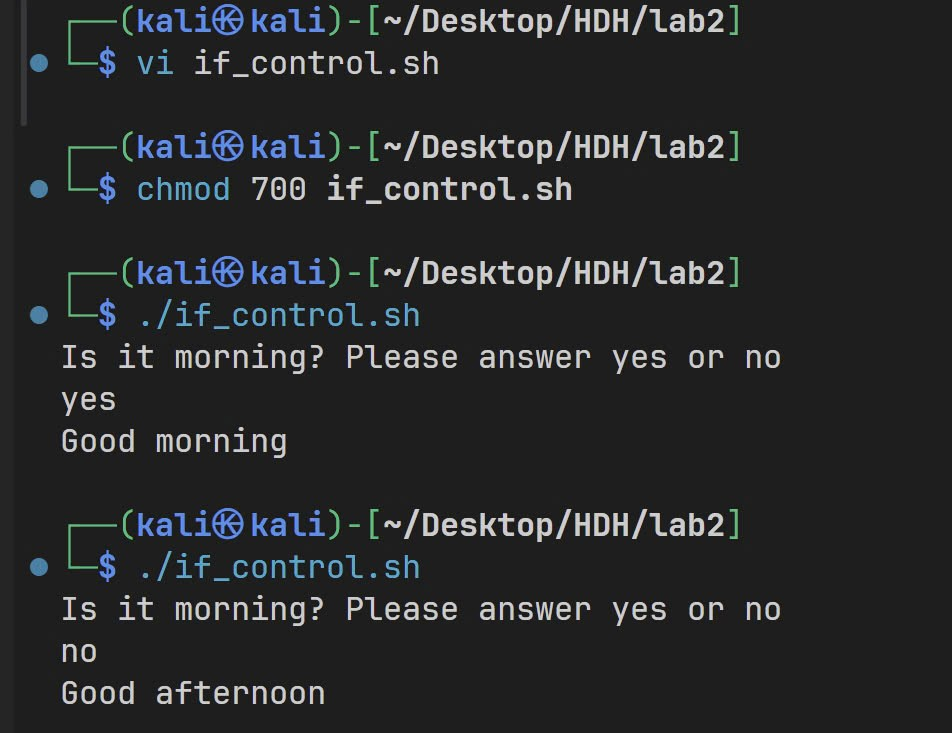 ┌──(kali㉿kali)-[~/Desktop/HDH/lab2]
└─$ vi if_control.sh
┌──(kali㉿kali)-[~/Desktop/HDH/lab2]
└─$ chmod 700 if_control.sh
┌──(kali㉿kali)-[~/Desktop/HDH/lab2]
└─$ ./if_control.sh
Is it morning? Please answer yes or no
yes
Good morning
┌──(kali㉿kali)-[~/Desktop/HDH/lab2]
└─$ ./if_control.sh
Is it morning? Please answer yes or no
no
Good afternoon